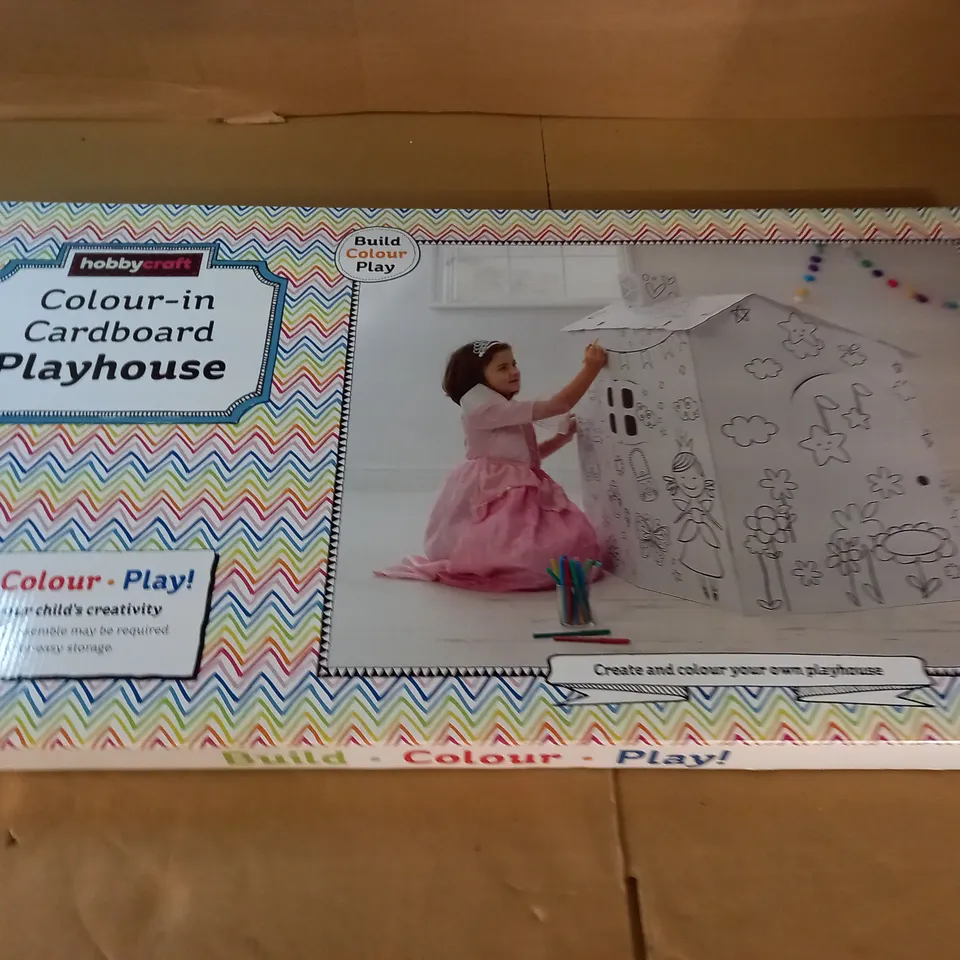 hobbycraft
Colour-in
Cardboard
Playhouse
Build
Colour
Play
Colour · Play!
child's creativity
may be required
easy storage
Create and colour your own playhouse
Build · Colour · Play!